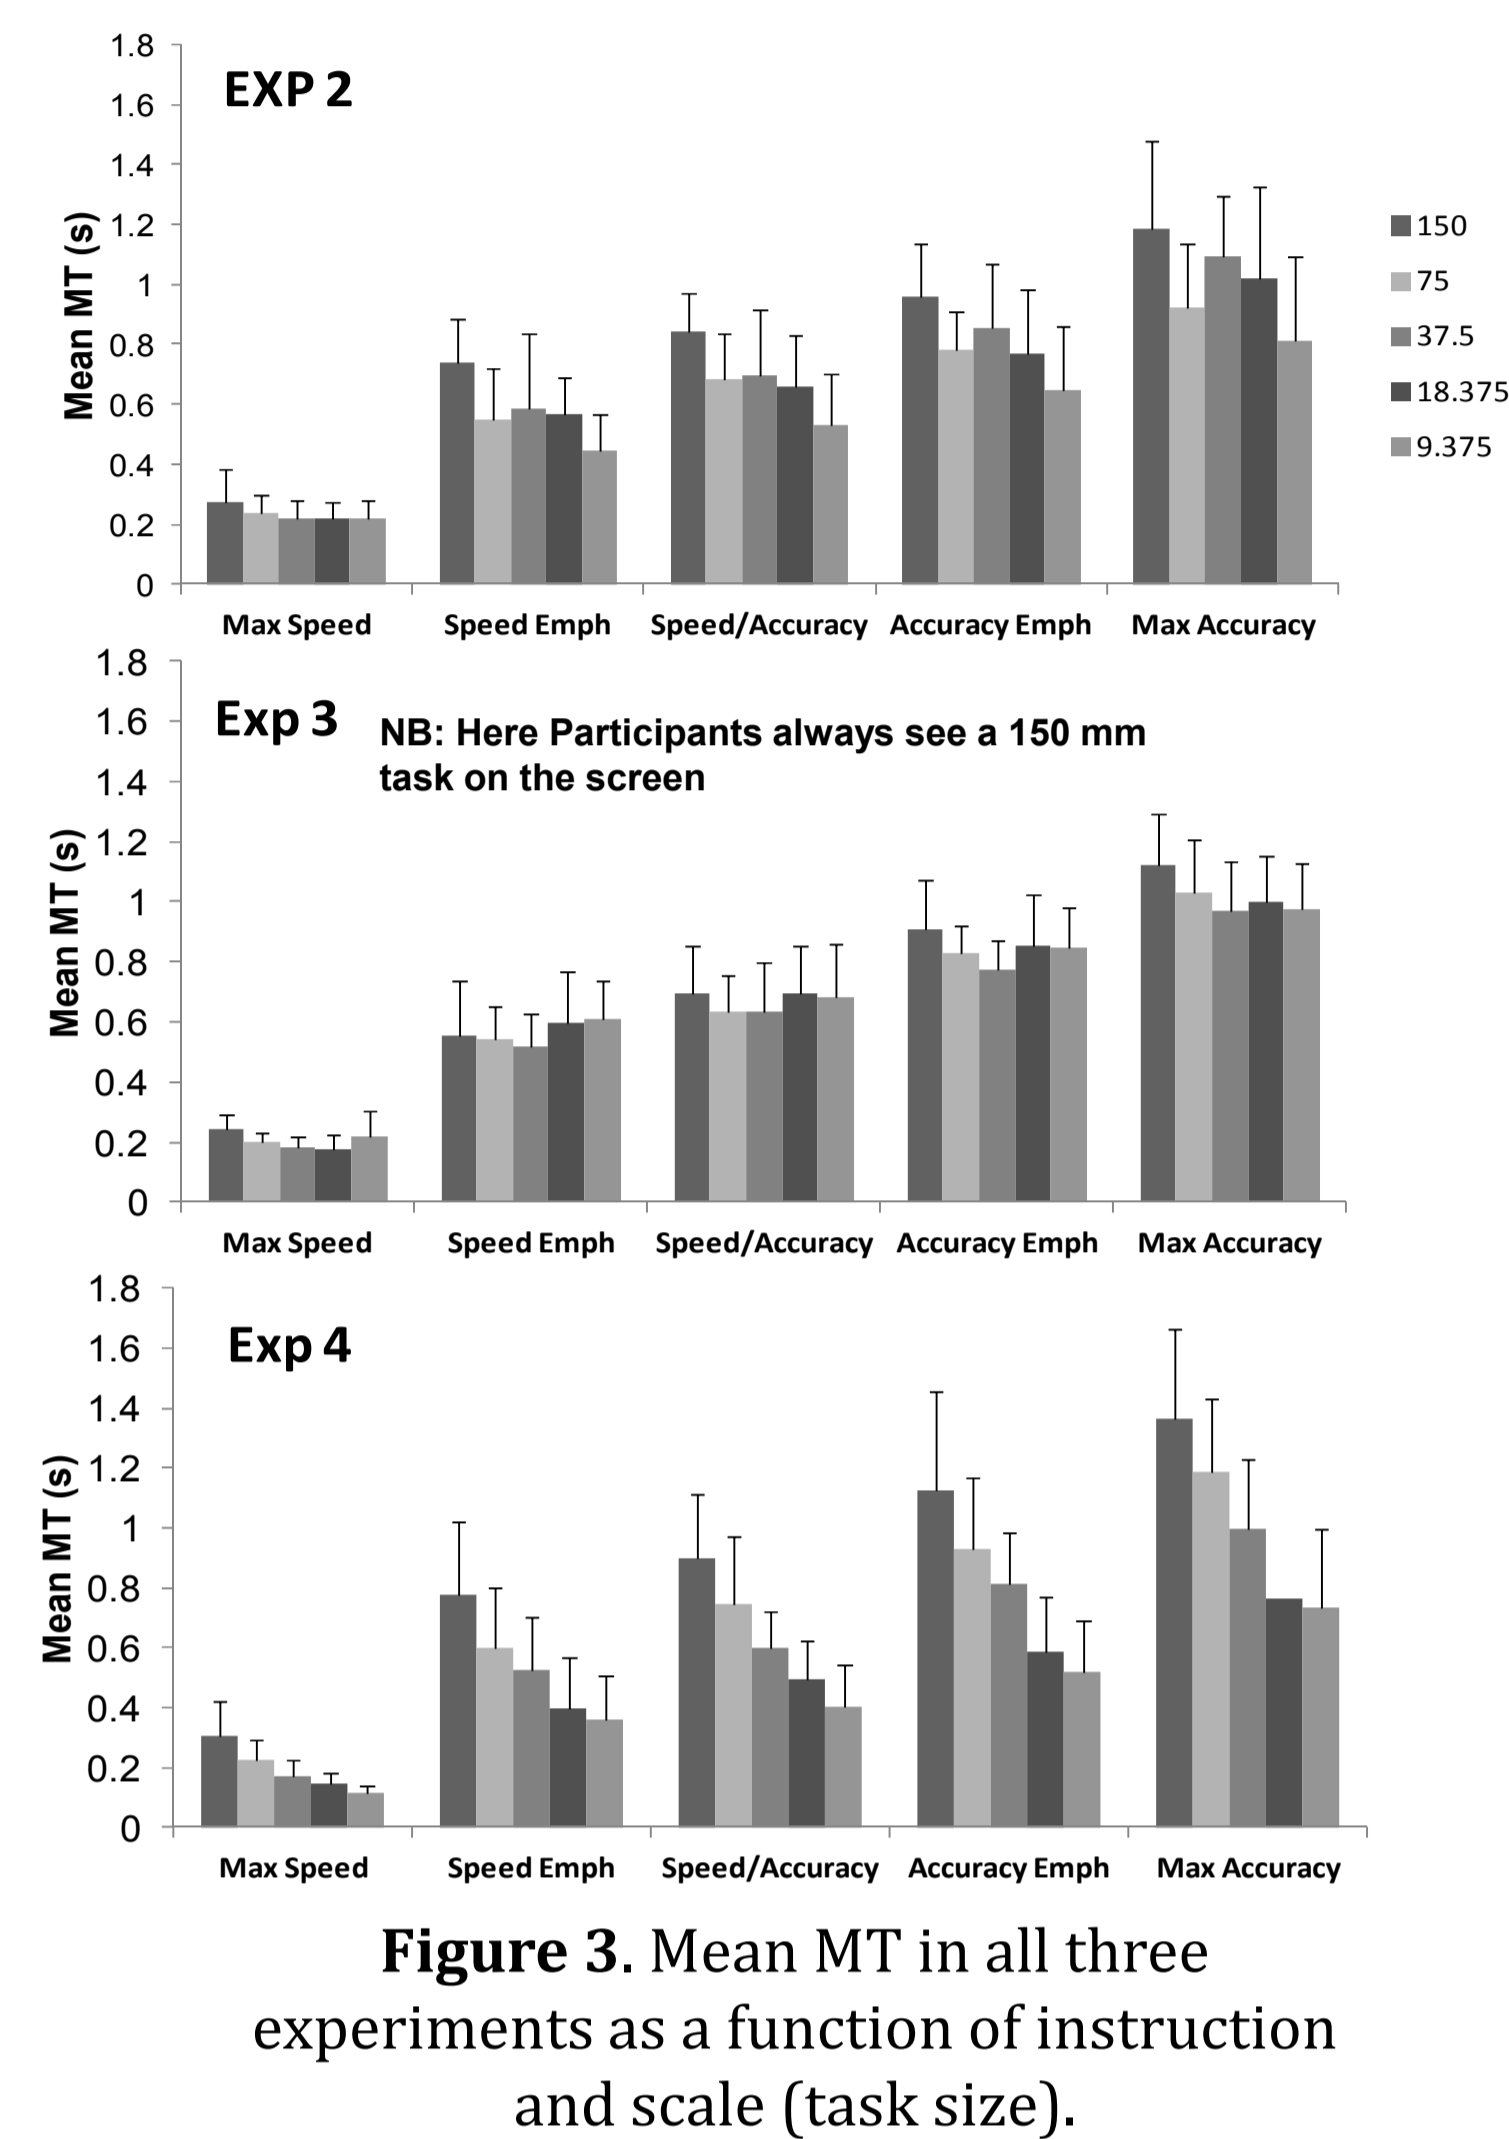 1.8
1.6
1.4
1.2
1
0.8
0.6
0.4
0.2
0
Mean MT (s)
EXP 2
150
75
37.5
18.375
9.375
Max Speed Speed Emph Speed/Accuracy Accuracy Emph Max Accuracy
1.8
1.6
1.4
1.2
1
0.8
0.6
0.4
0.2
0
Mean MT (s)
Exp 3
NB: Here Participants always see a 150 mm
task on the screen
Max Speed Speed Emph Speed/Accuracy Accuracy Emph Max Accuracy
1.8
1.6
1.4
1.2
1
0.8
0.6
0.4
0.2
0
Mean MT (s)
Exp 4
Max Speed Speed Emph Speed/Accuracy Accuracy Emph Max Accuracy
Figure 3. Mean MT in all three
experiments as a function of instruction
and scale (task size).